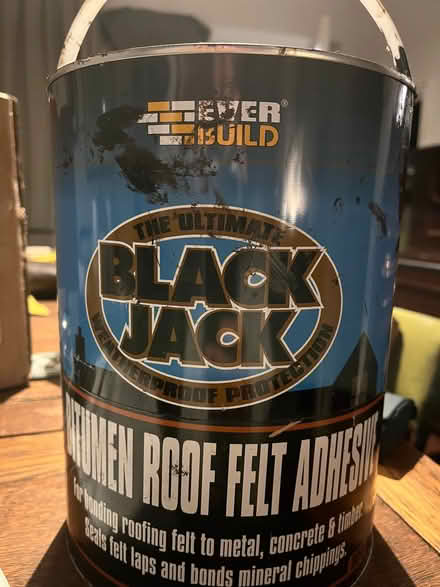 EVER
BUILD®
THE ULTIMATE
BLACK
JACK
WEATHERPROOF PROTECTION
BITUMEN ROOF FELT ADHESIVE
for bonding roofing felt to metal, concrete & timber.
Seals felt laps and bonds mineral chippings.